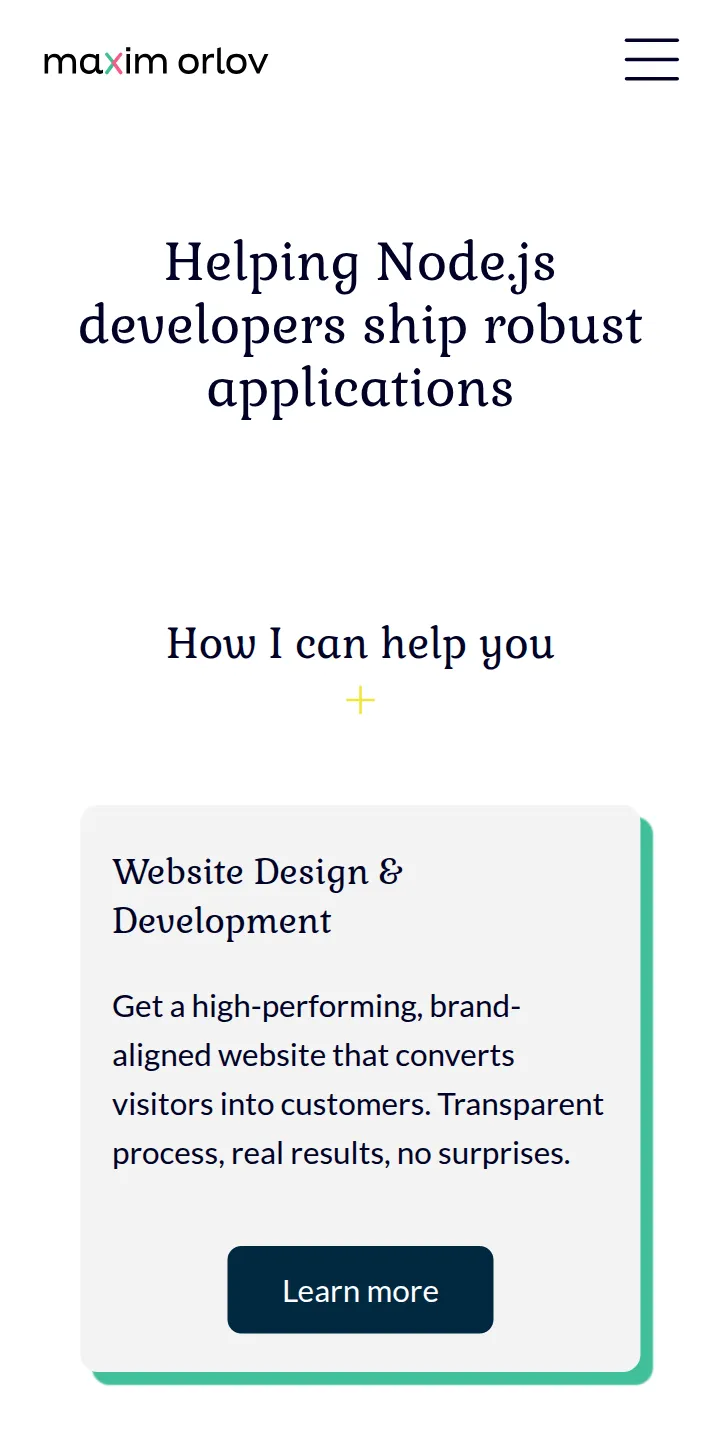 maxim orlov
Helping Node.js
developers ship robust
applications
How I can help you
Website Design &
Development
Get a high-performing, brand-
aligned website that converts
visitors into customers. Transparent
process, real results, no surprises.
Learn more